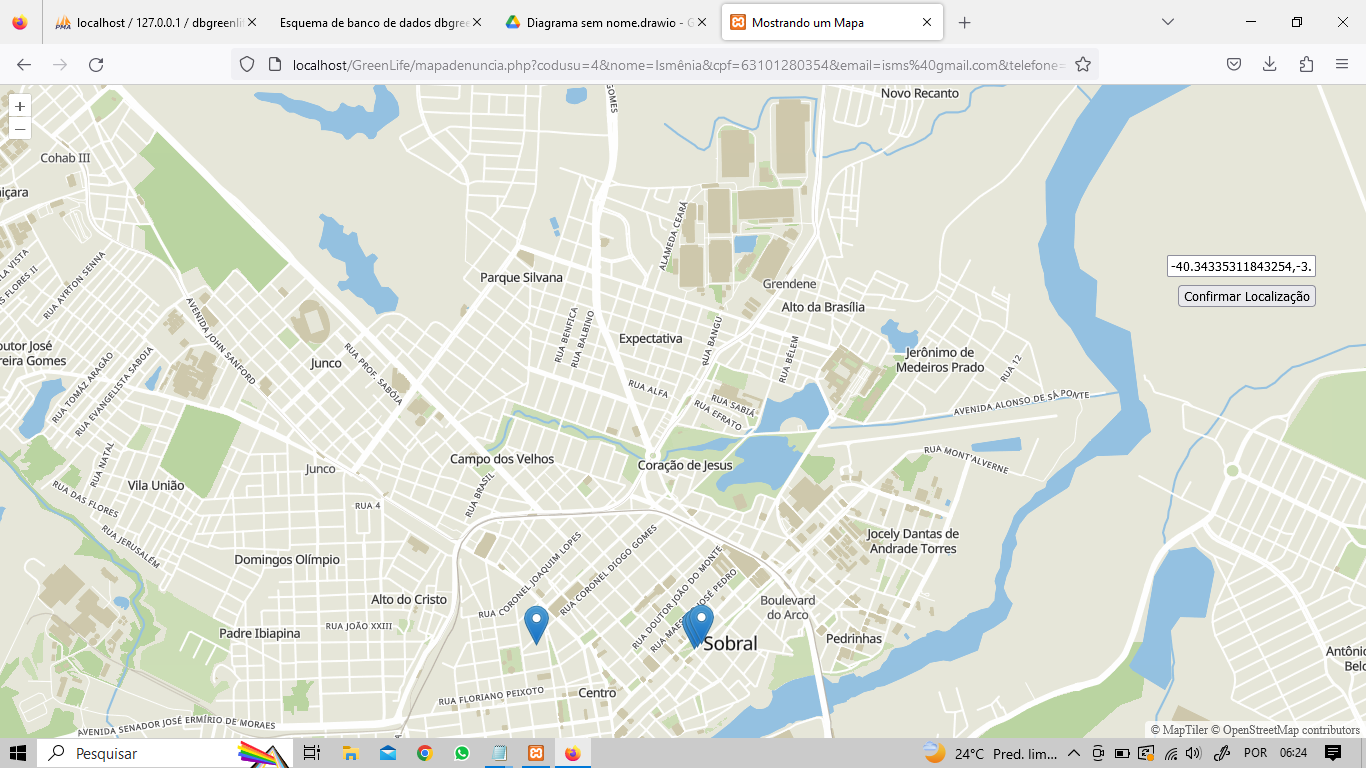 localhost / 127.0.0.1 / dbgreenli
Esquema de banco de dados dbgre
Diagrama sem nome.drawio - G
Mostrando um Mapa
localhost/GreenLife/mapadenuncia.php?codusu=4&nome=Ismênia&cpf=63101280354&email=isms%40gmail.com&telefone=
+
−
GOMES
Novo Recanto
Cohab III
içara
LA VISTA
S FLORES II
RUA AYRTON SENNA
ALAMEDA CEARÁ
Parque Silvana
Grendene
Alto da Brasília
-40.34335311843254,-3.
Confirmar Localização
AVENIDA JOHN SANFORD
RUA BENFICA
RUA BALBINO
Expectativa
RUA BANGU
RUA BELÉM
outor José
reira Gomes
Junco
RUA PROF. SABÓIA
Jerônimo de
Medeiros Prado
RUA 12
RUA TOMÁZ ARAGÃO
RUA EVANGELISTA SABOIA
RUA ALFA
RUA SABIÁ
RUA EFRATO
AVENIDA ALONSO DE SÁ PONTE
RUA NATAL
Junco
Campo dos Velhos
Coração de Jesus
RUA MONT'ALVERNE
Vila União
RUA DAS FLORES
RUA BRASIL
RUA 4
RUA JERUSALÉM
Domingos Olímpio
Jocely Dantas de
Andrade Torres
RUA CORONEL JOAQUIM LOPES
RUA CORONEL DIOGO GOMES
RUA DOUTOR JOÃO DO MONTE
RUA MAES
JOSÉ PEDRO
Alto do Cristo
Boulevard
do Arco
RUA JOÃO XXIII
Padre Ibiapina
Sobral
Pedrinhas
Antônio
Belc
RUA FLORIANO PEIXOTO
Centro
AVENIDA SENADOR JOSÉ ERMÍRIO DE MORAES
© MapTiler © OpenStreetMap contributors
Pesquisar
24°C Pred. lim...
POR
06:24